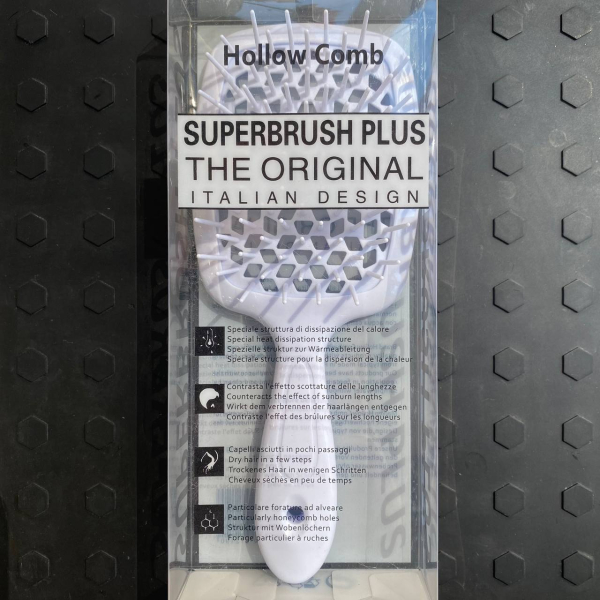 Hollow Comb
SUPERBRUSH PLUS
THE ORIGINAL
ITALIAN DESIGN
Speciale struttura di dissipazione del calore
Special heat dissipation structure
Spezielle struktur zur Wärmeableitung
Speciale structure pour la dispersion de la chaleur
Contrasta l'effetto scottature delle lunghezze
Counteracts the effect of sunburn lengths
Wirkt dem verbrennen der haarlängen entgegen
Contraste l'effet des brûlures sur les longueurs
Capelli asciutti in pochi passaggi
Dry hair in a few steps
Trockenes Haar in wenigen Schritten
Cheveux sèches en peu de temps
Particolare forature ad alveare
Particularly honeycomb holes
Struktur mit Wobenlöchern
Forage particulier à ruches